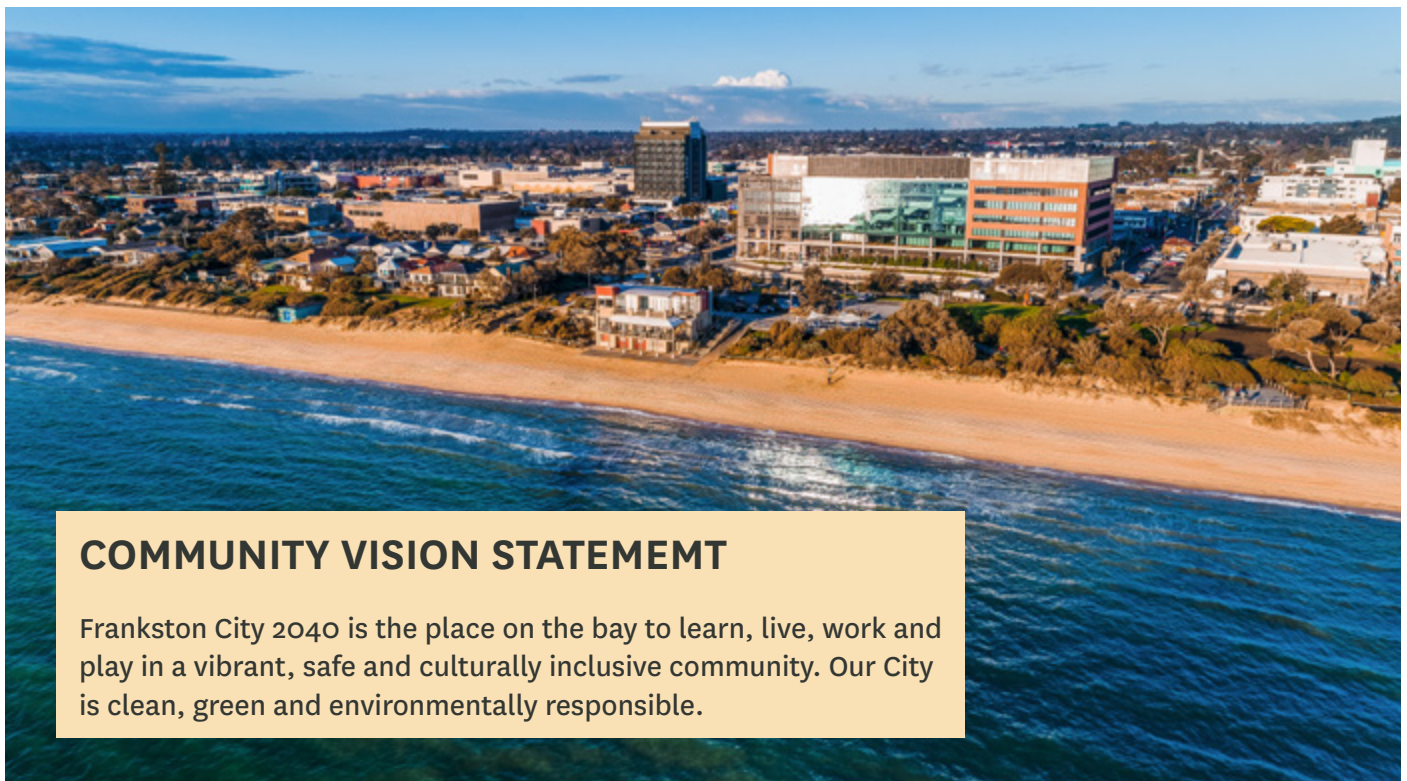 COMMUNITY VISION STATEMEMT
Frankston City 2040 is the place on the bay to learn, live, work and
play in a vibrant, safe and culturally inclusive community. Our City
is clean, green and environmentally responsible.